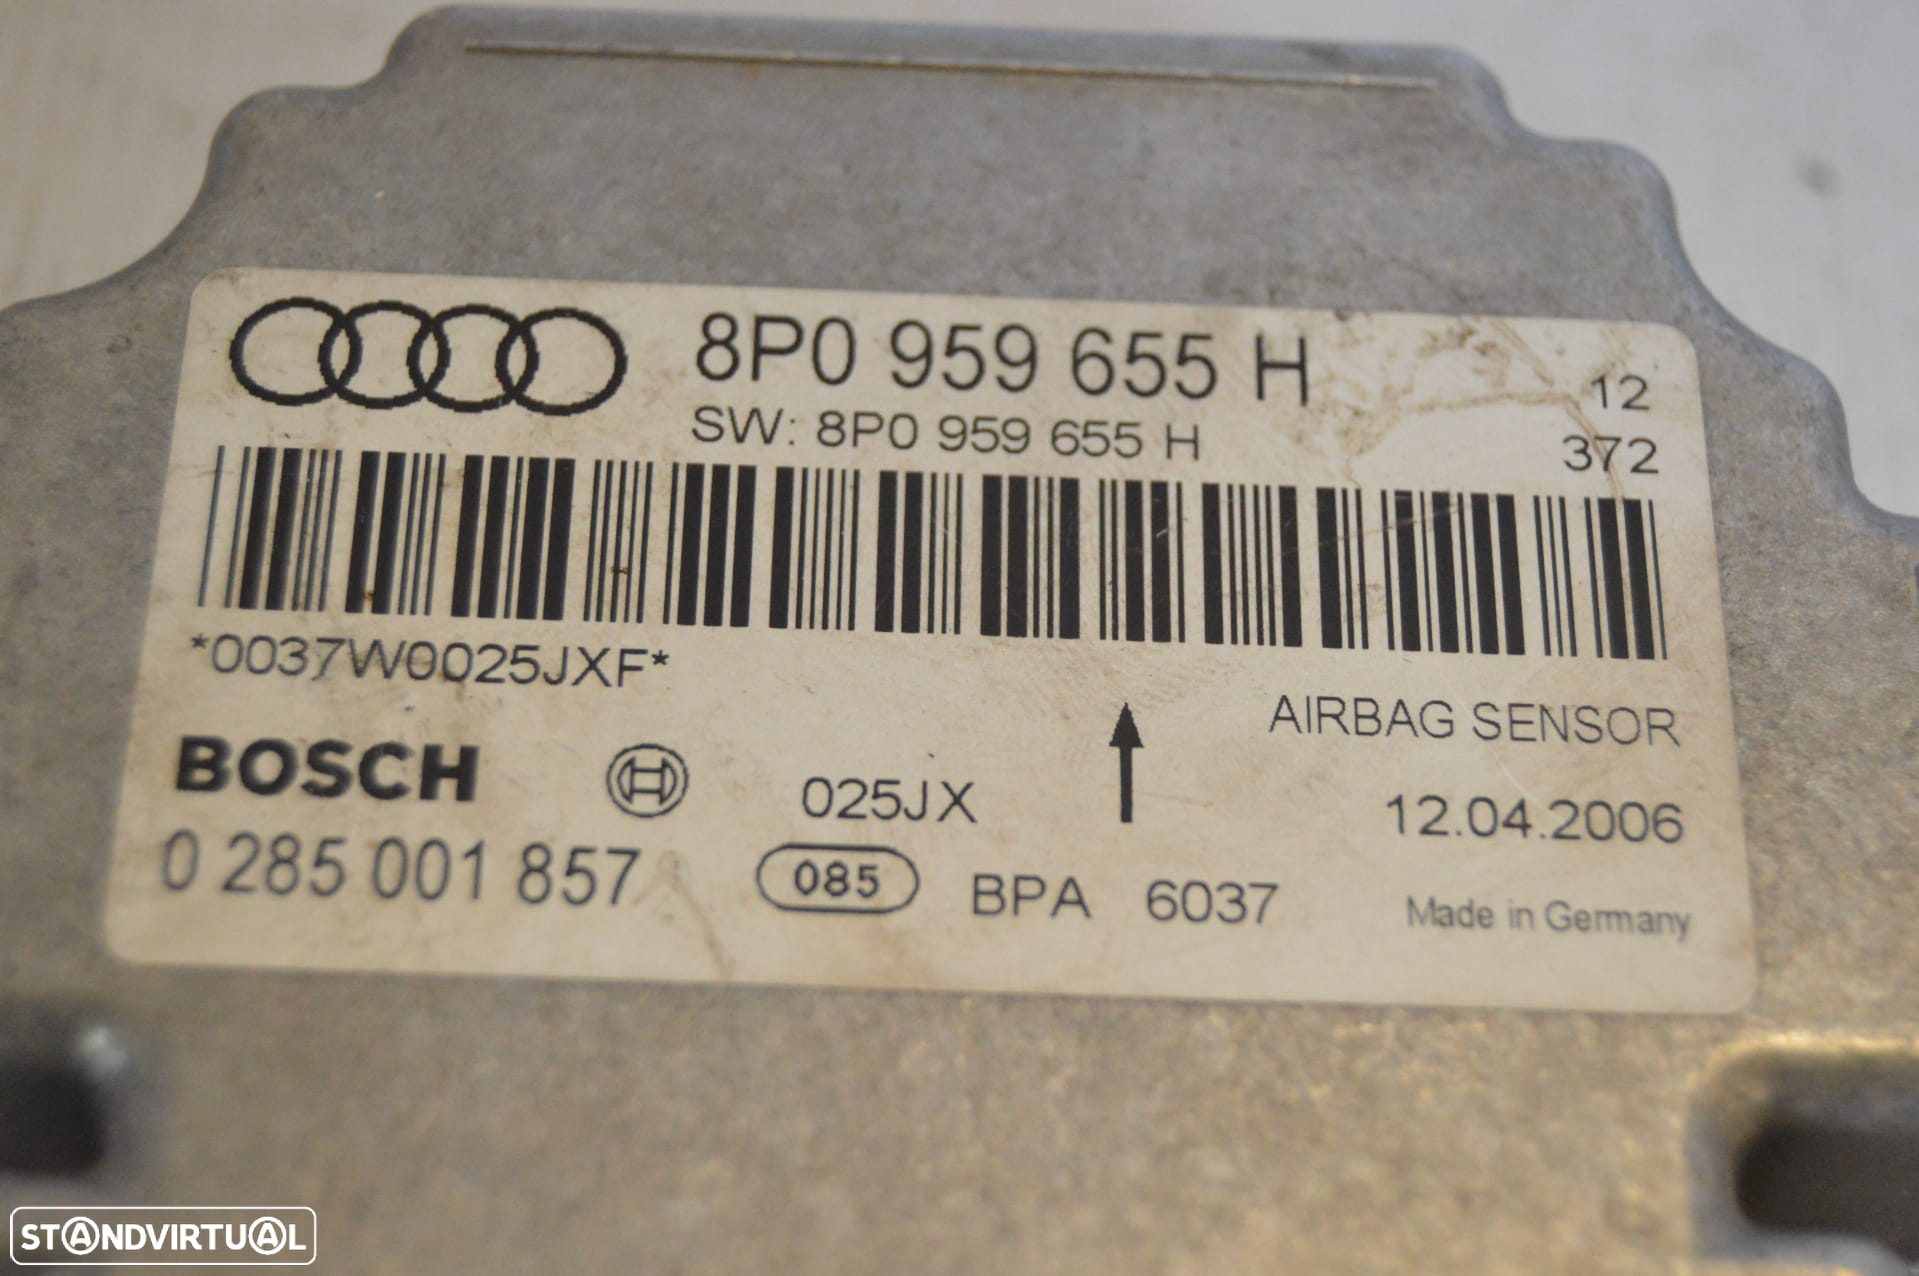 8P0 959 655 H
12
SW: 8P0 959 655 H
372
*0037W0025JXF*
AIRBAG SENSOR
BOSCH
025JX
12.04.2006
0 285 001 857
085
BPA 6037
Made in Germany
STANDVIRTUAL